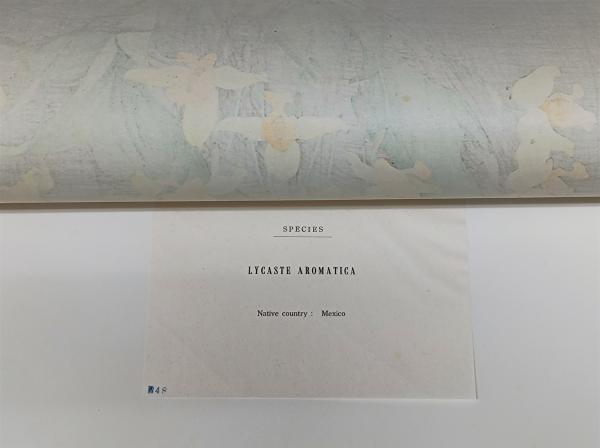 SPECIES
LYCASTE AROMATICA
Native country : Mexico
48